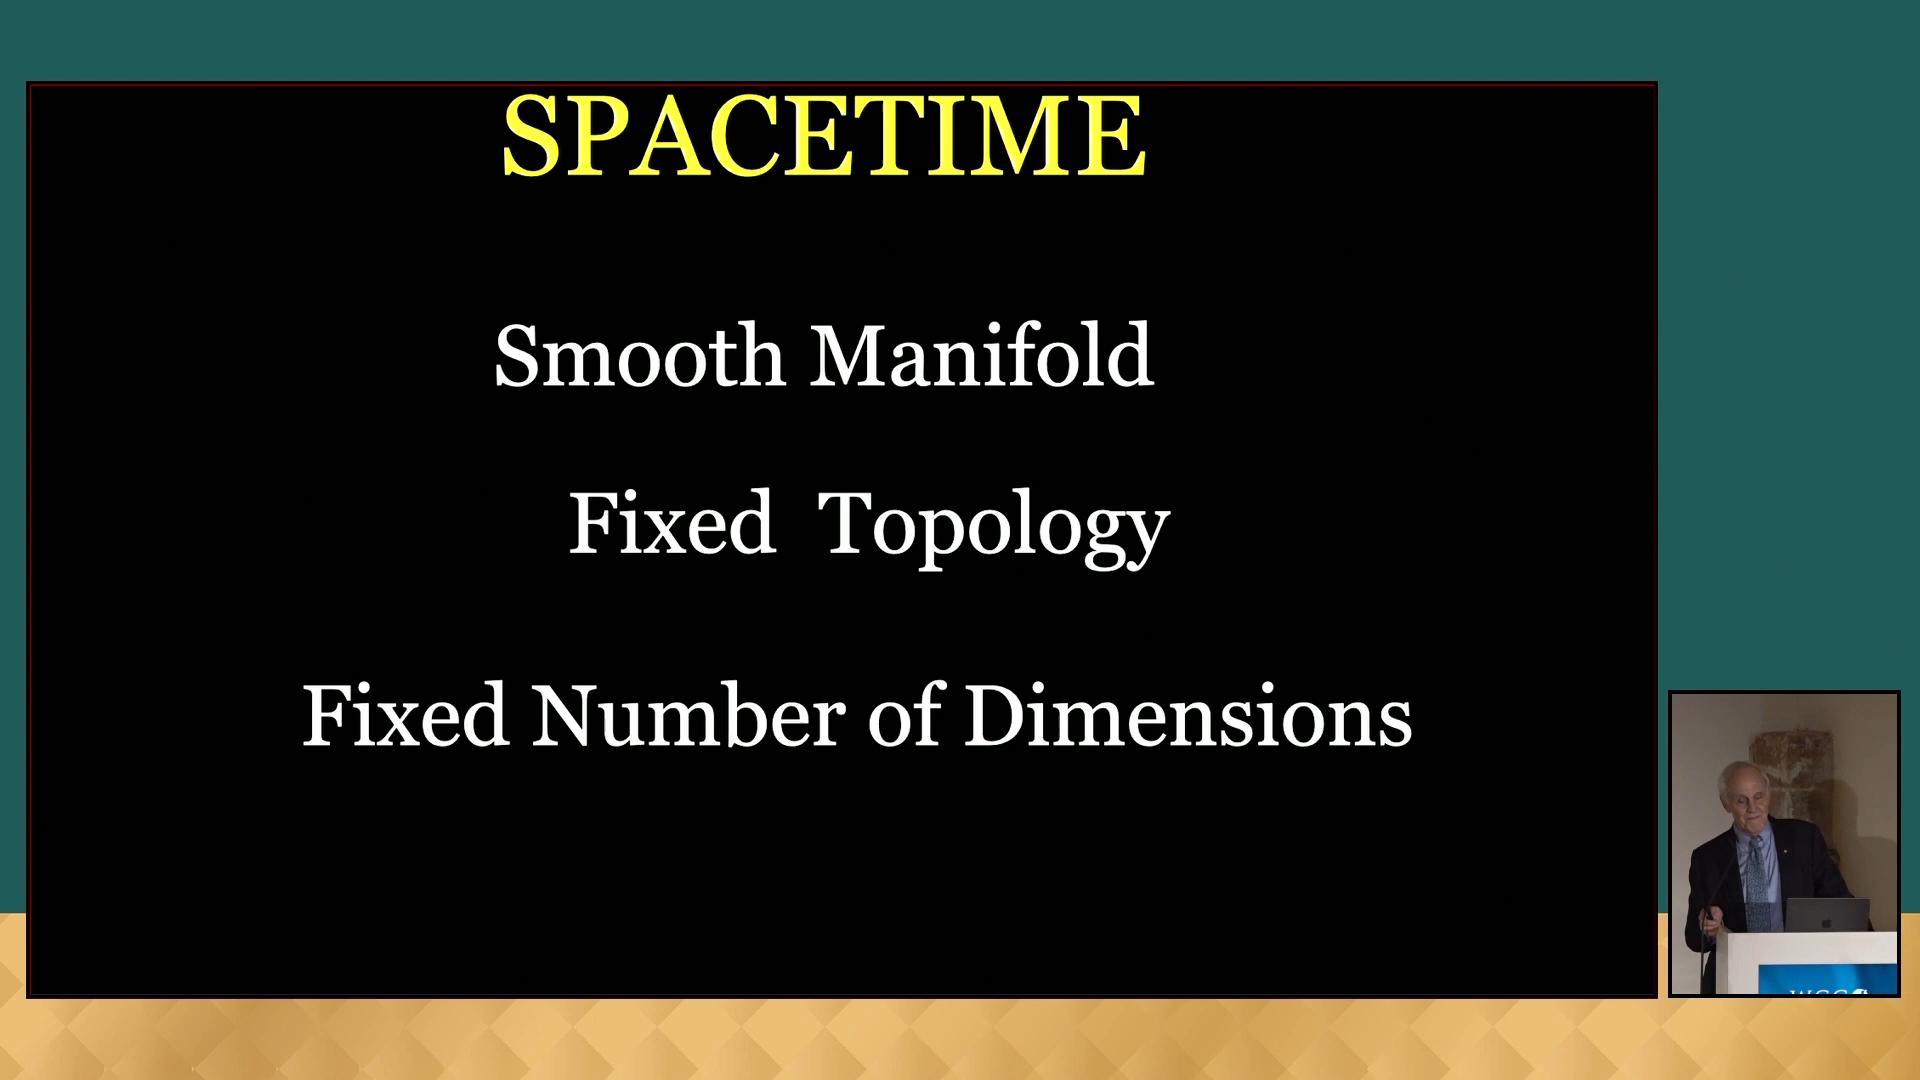 SPACETIME
Smooth Manifold
Fixed Topology
Fixed Number of Dimensions